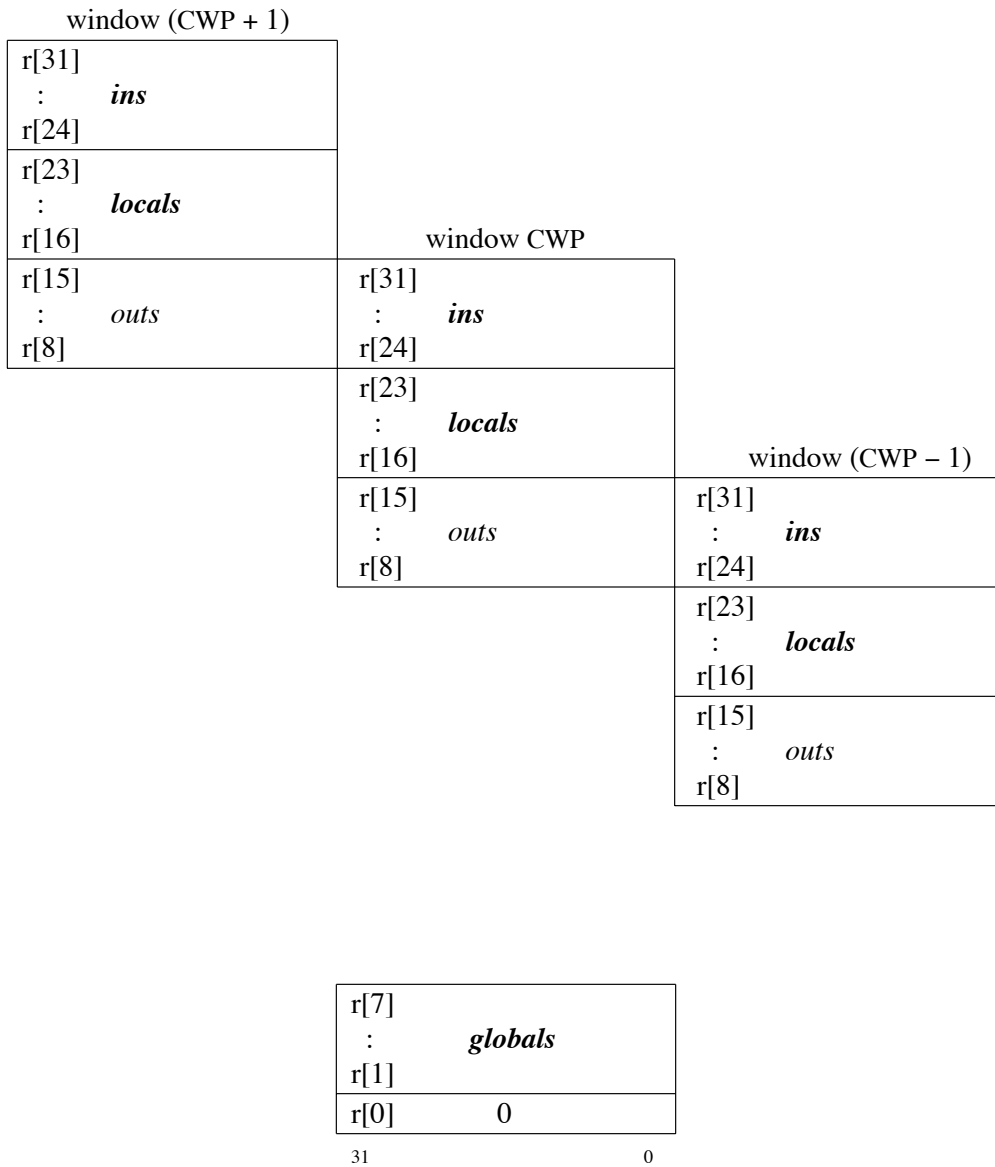 window (CWP + 1)
r[31]
: ins
r[24]
r[23]
: locals
r[16]
r[15]
: outs
r[8]
window CWP
r[31]
: ins
r[24]
r[23]
: locals
r[16]
r[15]
: outs
r[8]
window (CWP − 1)
r[31]
: ins
r[24]
r[23]
: locals
r[16]
r[15]
: outs
r[8]
r[7]
: globals
r[1]
r[0] 0
31 0